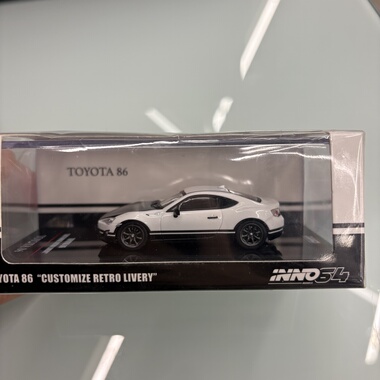 TOYOTA 86
YOTA 86 "CUSTOMIZE RETRO LIVERY"
INNO64